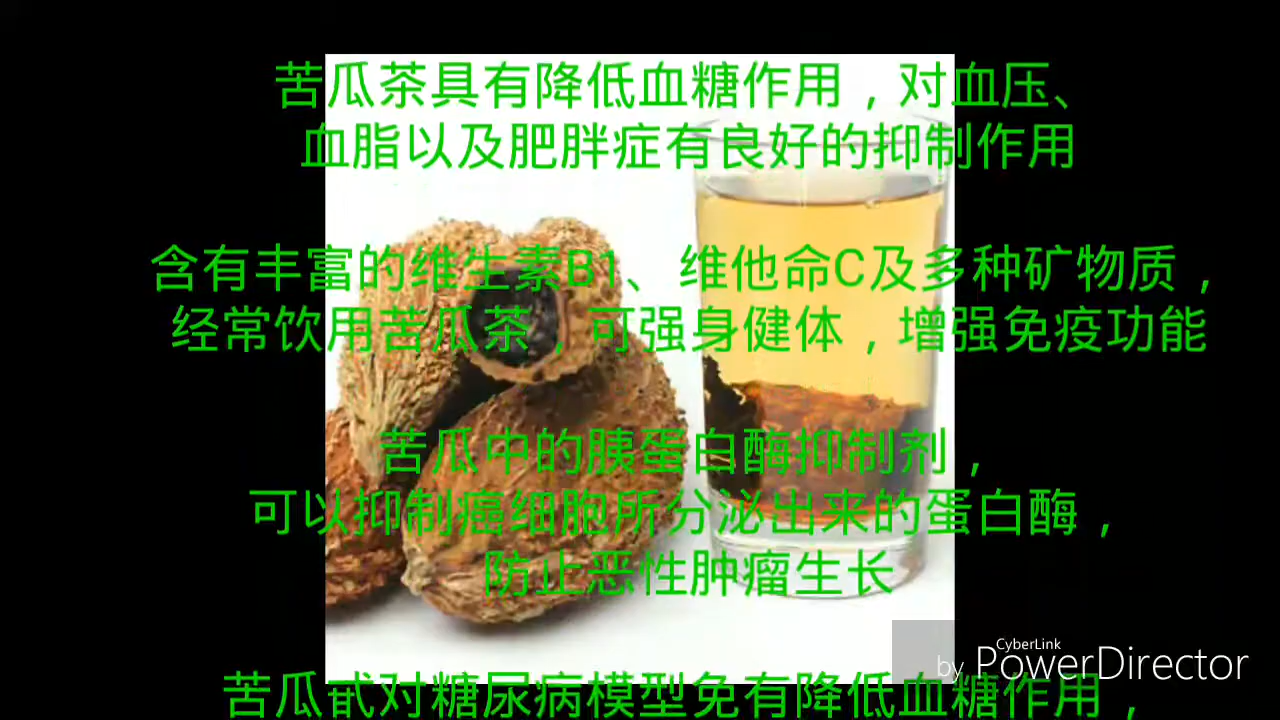 苦瓜茶具有降低血糖作用，对血压、
血脂以及肥胖症有良好的抑制作用
含有丰富的维生素B1、维他命C及多种矿物质，
经常饮用苦瓜茶，可强身健体，增强免疫功能
苦瓜中的胰蛋白酶抑制剂，
可以抑制癌细胞所分泌出来的蛋白酶，
防止恶性肿瘤生长
苦瓜甙对糖尿病模型免有降低血糖作用，
CyberLink
by PowerDirector